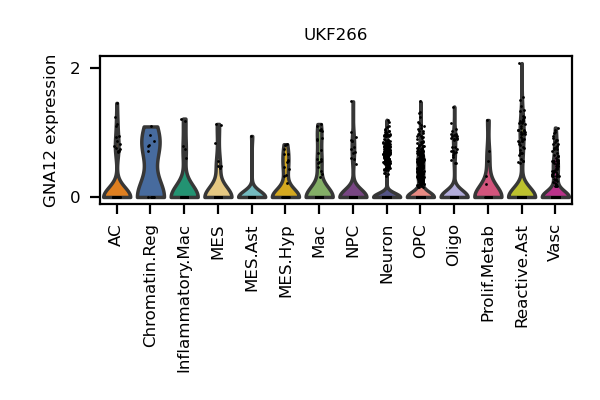 UKF266
GNA12 expression
2
0
AC
Chromatin.Reg
Inflammatory.Mac
MES
MES.Ast
MES.Hyp
Mac
NPC
Neuron
OPC
Oligo
Prolif.Metab
Reactive.Ast
Vasc